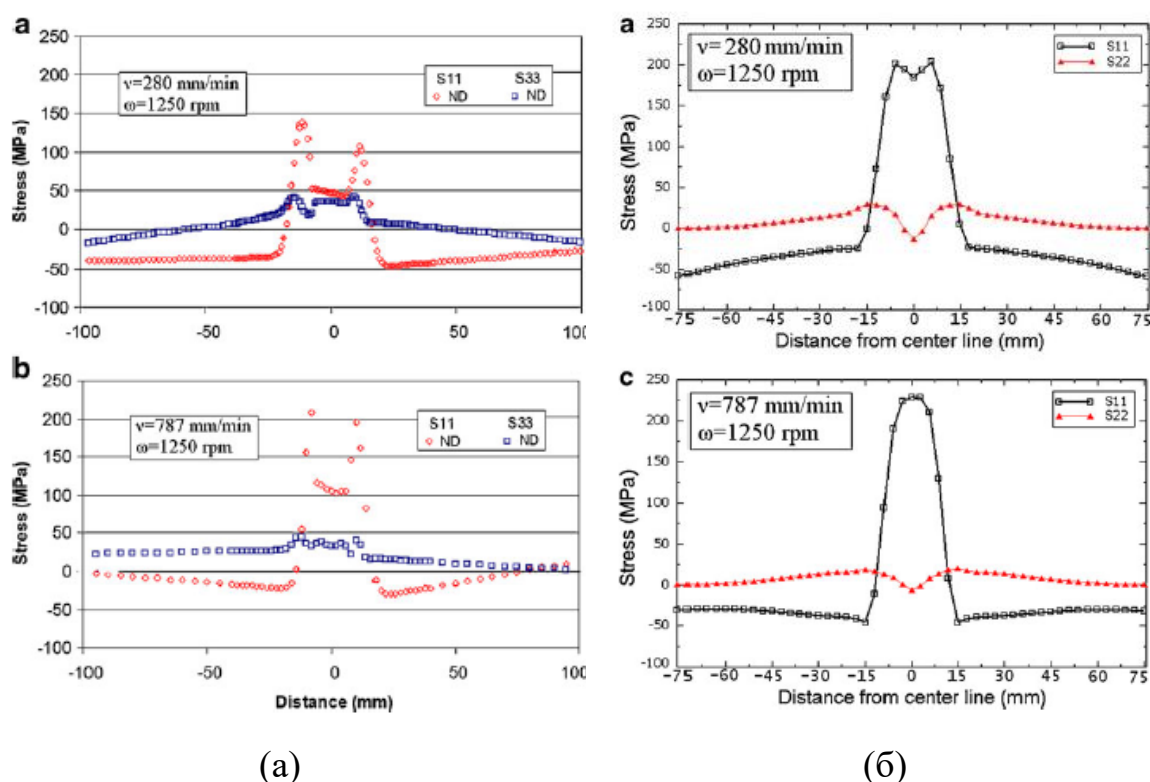 a
250
200
150
100
50
0
-50
-100
Stress (MPa)
ν=280 mm/min
ω=1250 rpm
S11 S33
ND ND
-100 -50 0 50 100
b
250
200
150
100
50
0
-50
-100
Stress (MPa)
ν=787 mm/min
ω=1250 rpm
S11 S33
ND ND
-100 -50 0 50 100
Distance (mm)
(а)
a
250
200
150
100
50
0
-50
-100
Stress (MPa)
ν=280 mm/min
ω=1250 rpm
S11
S22
-75 -60 -45 -30 -15 0 15 30 45 60 75
Distance from center line (mm)
c
250
200
150
100
50
0
-50
-100
Stress (MPa)
ν=787 mm/min
ω=1250 rpm
S11
S22
-75 -60 -45 -30 -15 0 15 30 45 60 75
Distance from center line (mm)
(б)